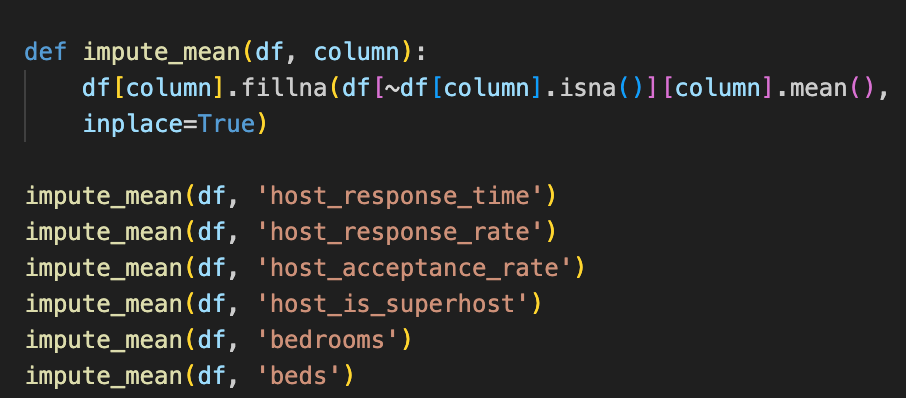 def impute_mean(df, column):
    df[column].fillna(df[~df[column].isna()][column].mean(),
    inplace=True)
impute_mean(df, 'host_response_time')
impute_mean(df, 'host_response_rate')
impute_mean(df, 'host_acceptance_rate')
impute_mean(df, 'host_is_superhost')
impute_mean(df, 'bedrooms')
impute_mean(df, 'beds')